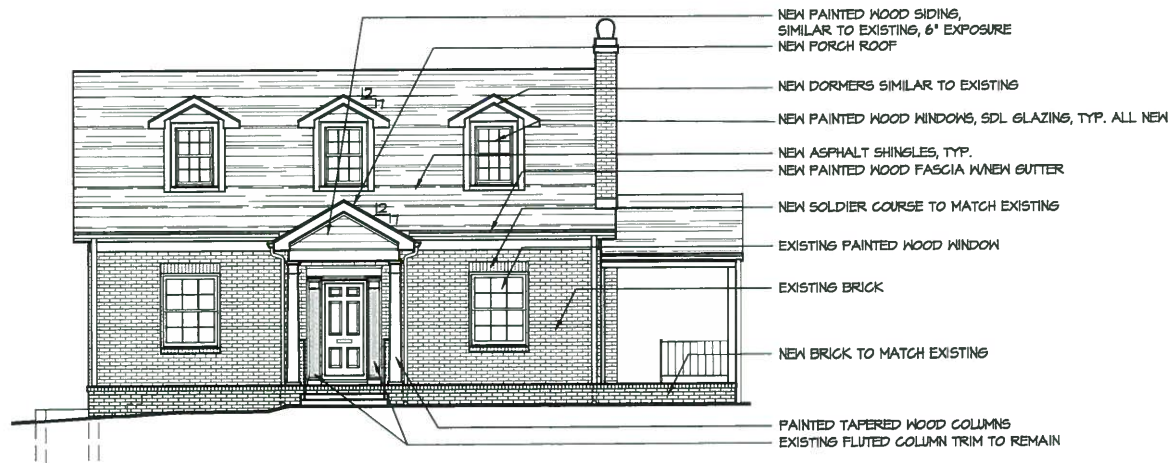 NEW PAINTED WOOD SIDING,
SIMILAR TO EXISTING, 6" EXPOSURE
NEW PORCH ROOF
NEW DORMERS SIMILAR TO EXISTING
NEW PAINTED WOOD WINDOWS, SDL GLAZING, TYP. ALL NEW
NEW ASPHALT SHINGLES, TYP.
NEW PAINTED WOOD FASCIA W/NEW GUTTER
NEW SOLDIER COURSE TO MATCH EXISTING
EXISTING PAINTED WOOD WINDOW
EXISTING BRICK
NEW BRICK TO MATCH EXISTING
PAINTED TAPERED WOOD COLUMNS
EXISTING FLUTED COLUMN TRIM TO REMAIN
12
12